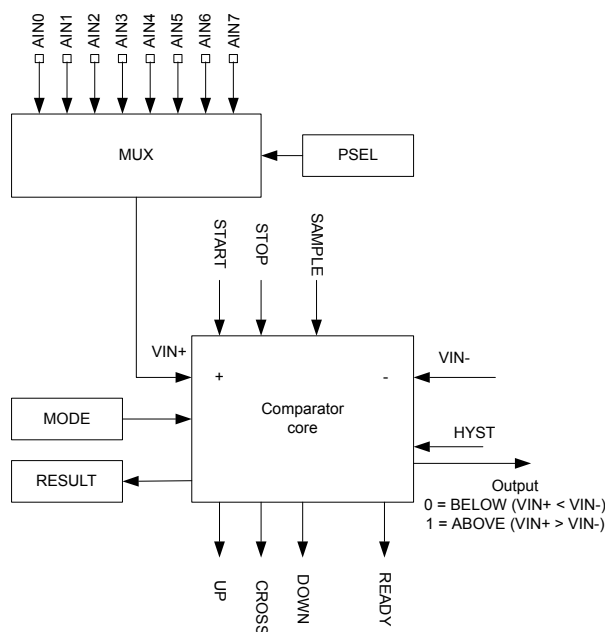 AIN0
AIN1
AIN2
AIN3
AIN4
AIN5
AIN6
AIN7
MUX
PSEL
START
STOP
SAMPLE
VIN+
VIN-
+
-
MODE
Comparator
core
HYST
RESULT
Output
0 = BELOW (VIN+ < VIN-)
1 = ABOVE (VIN+ > VIN-)
UP
CROSS
DOWN
READY